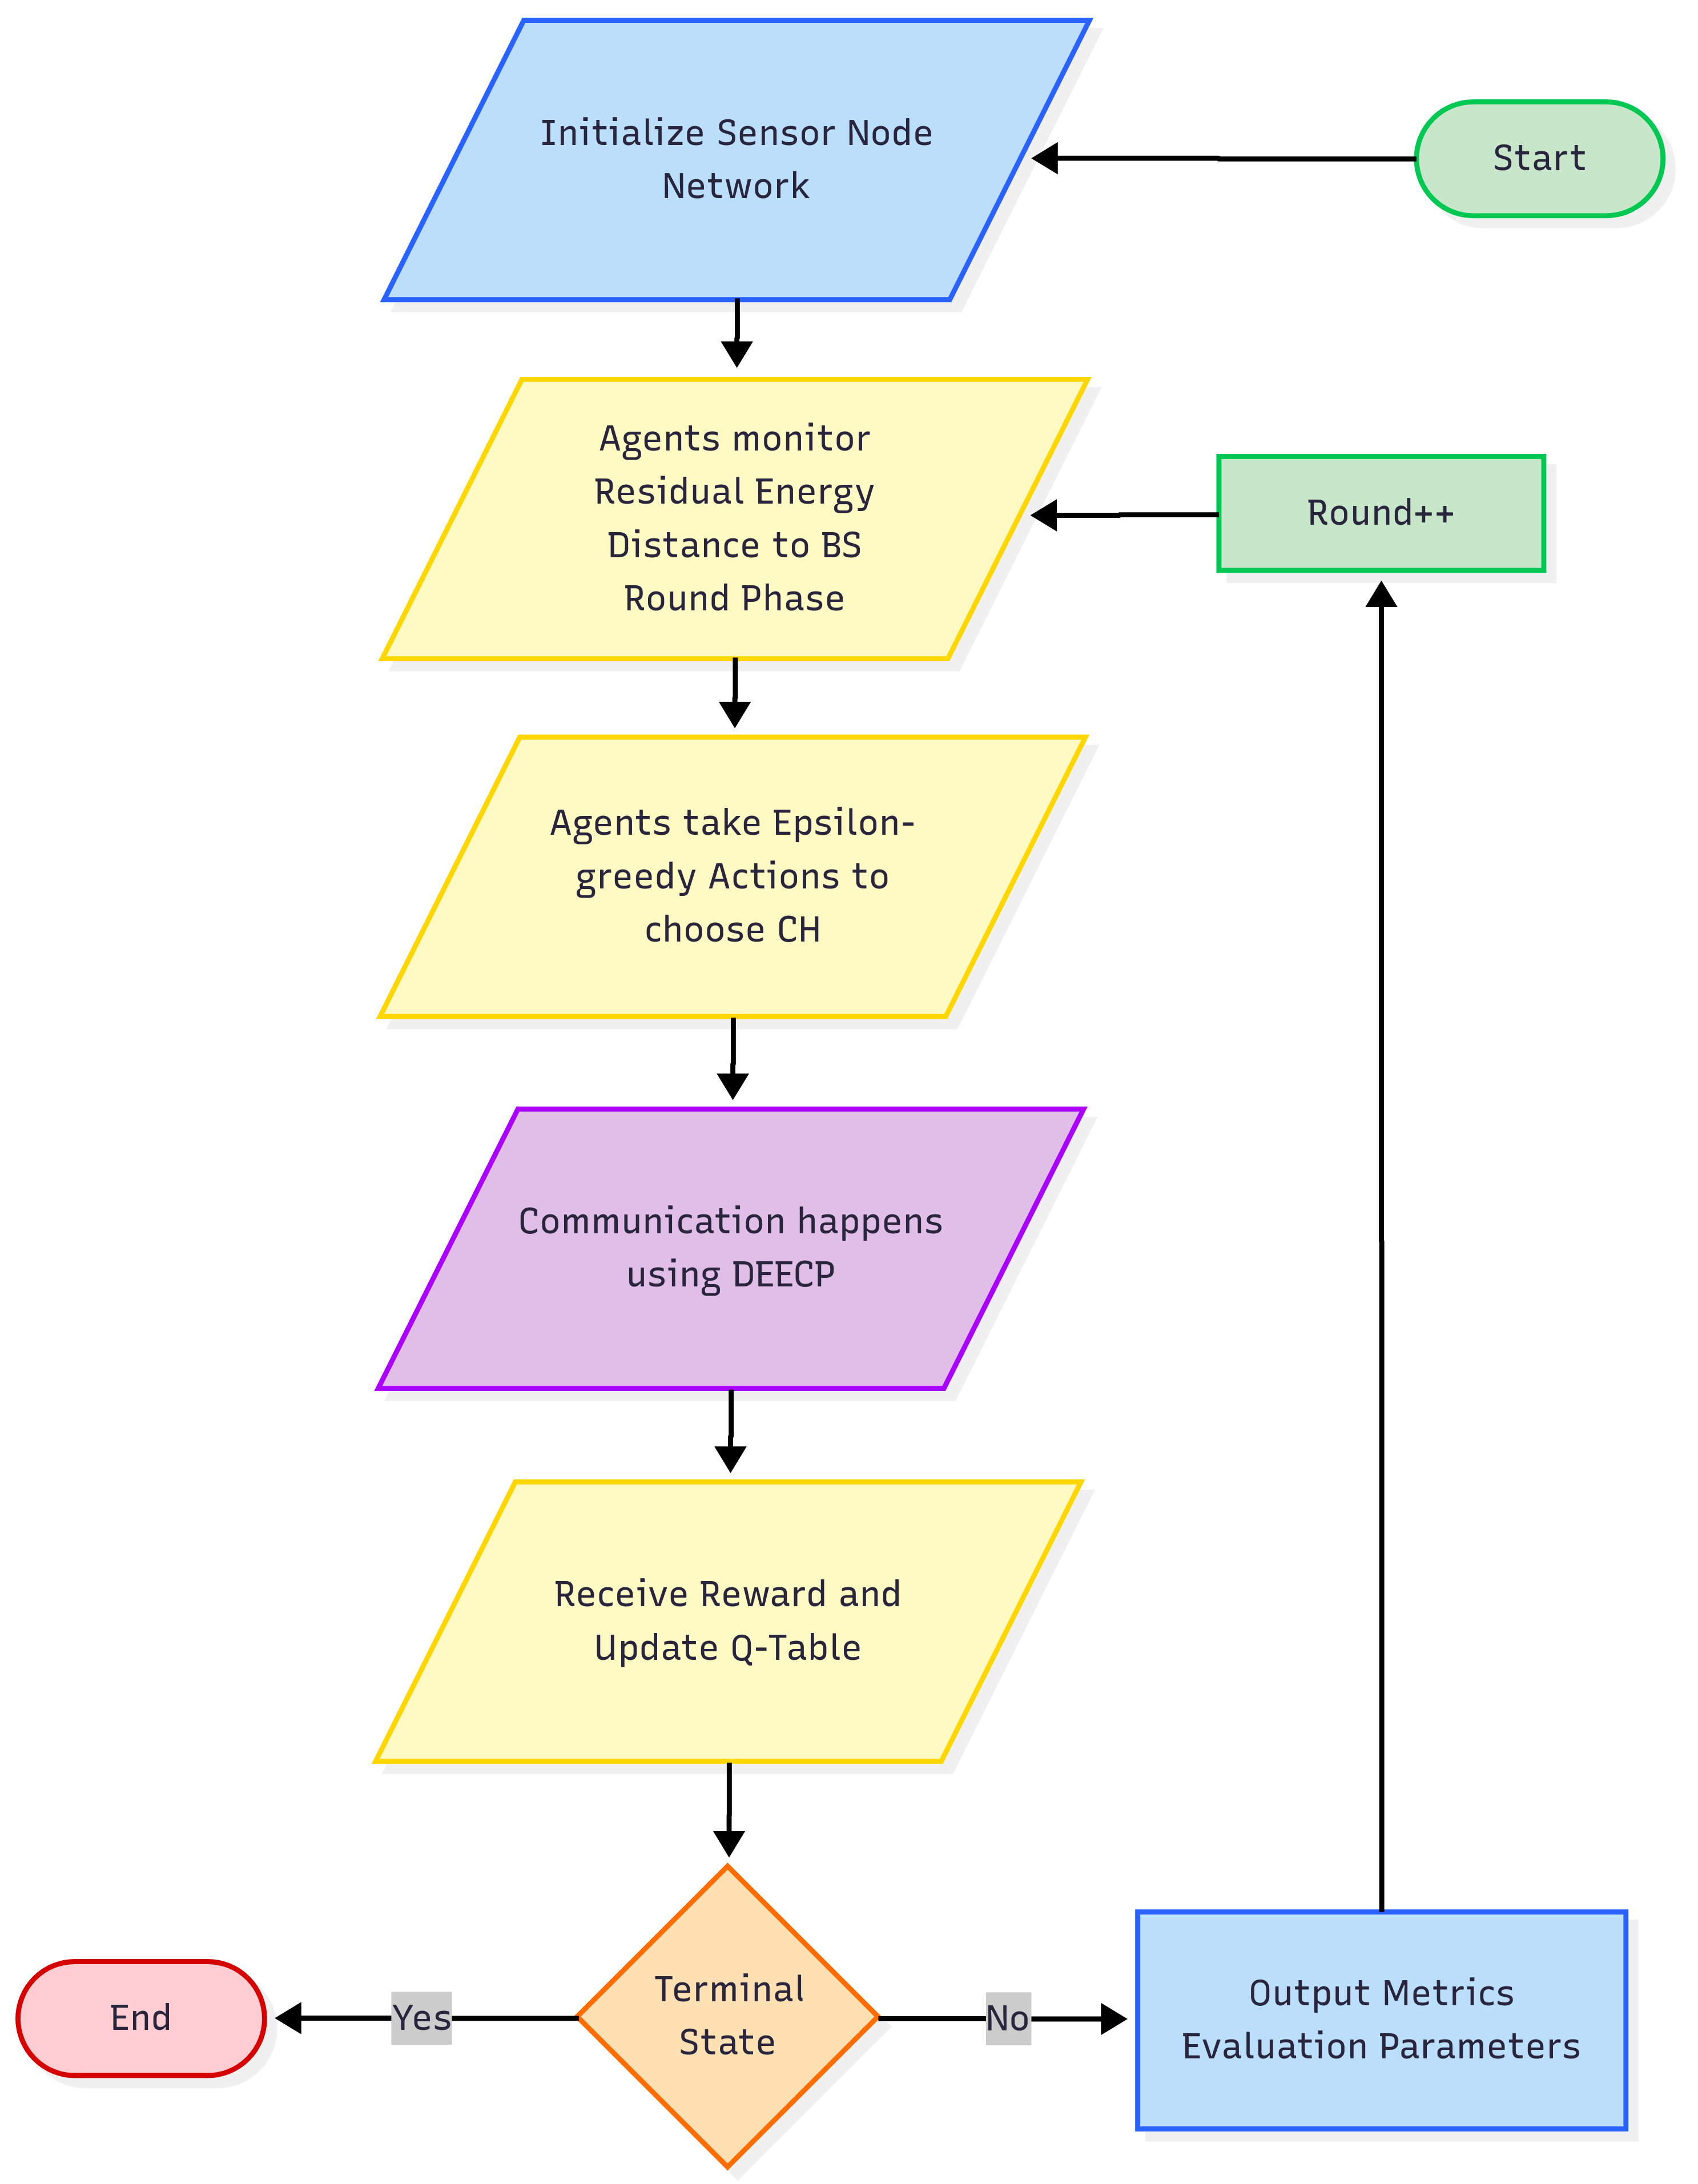 Start
Initialize Sensor Node
Network
Agents monitor
Residual Energy
Distance to BS
Round Phase
Round++
Agents take Epsilon-
greedy Actions to
choose CH
Communication happens
using DEECP
Receive Reward and
Update Q-Table
Terminal
State
Yes
End
No
Output Metrics
Evaluation Parameters